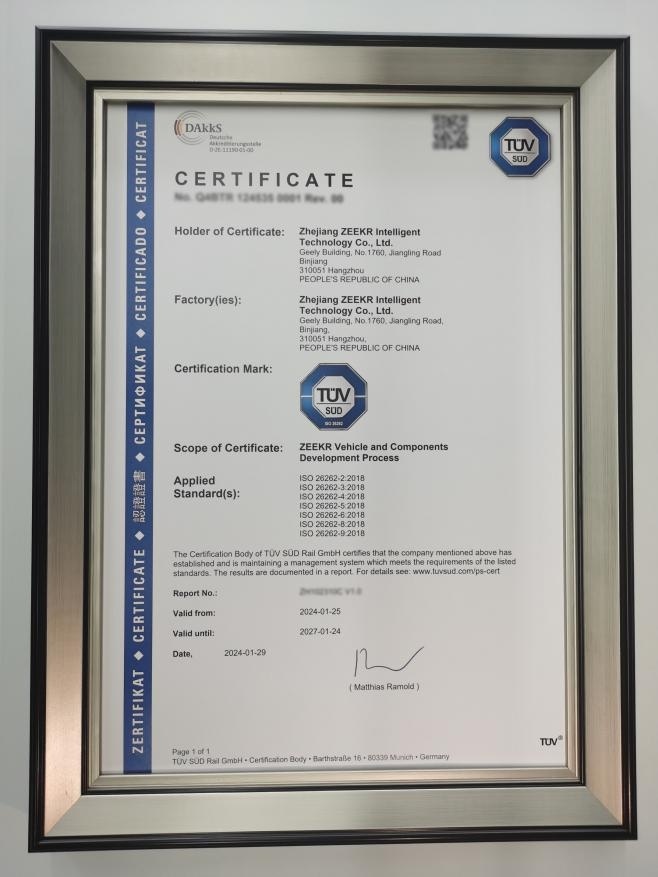 ZERTIFIKAT ◆ CERTIFICATE ◆ 認證證書 ◆ СЕРТИФИКАТ ◆ CERTIFICADO ◆ CERTIFICAT
DAkkS
Deutsche
Akkreditierungsstelle
D-ZE-11190-01-00
TÜV
SÜD
CERTIFICATE
Holder of Certificate: Zhejiang ZEEKR Intelligent
Technology Co., Ltd.
Geely Building, No.1760, Jiangling Road
Binjiang
310051 Hangzhou
PEOPLE'S REPUBLIC OF CHINA
Factory(ies): Zhejiang ZEEKR Intelligent
Technology Co., Ltd.
Geely Building, No.1760, Jiangling Road,
Binjiang,
310051 Hangzhou,
PEOPLE'S REPUBLIC OF CHINA
Certification Mark:
TÜV
SÜD
ISO 26262
Scope of Certificate: ZEEKR Vehicle and Components
Development Process
Applied
Standard(s):
ISO 26262-2:2018
ISO 26262-3:2018
ISO 26262-4:2018
ISO 26262-5:2018
ISO 26262-6:2018
ISO 26262-8:2018
ISO 26262-9:2018
The Certification Body of TÜV SÜD Rail GmbH certifies that the company mentioned above has
established and is maintaining a management system which meets the requirements of the listed
standards. The results are documented in a report. For details see: www.tuvsud.com/ps-cert
Report No.:
Valid from: 2024-01-25
Valid until: 2027-01-24
Date, 2024-01-29
( Matthias Ramold )
Page 1 of 1
TÜV SÜD Rail GmbH • Certification Body • Barthstraße 16 • 80339 Munich • Germany
TÜV®